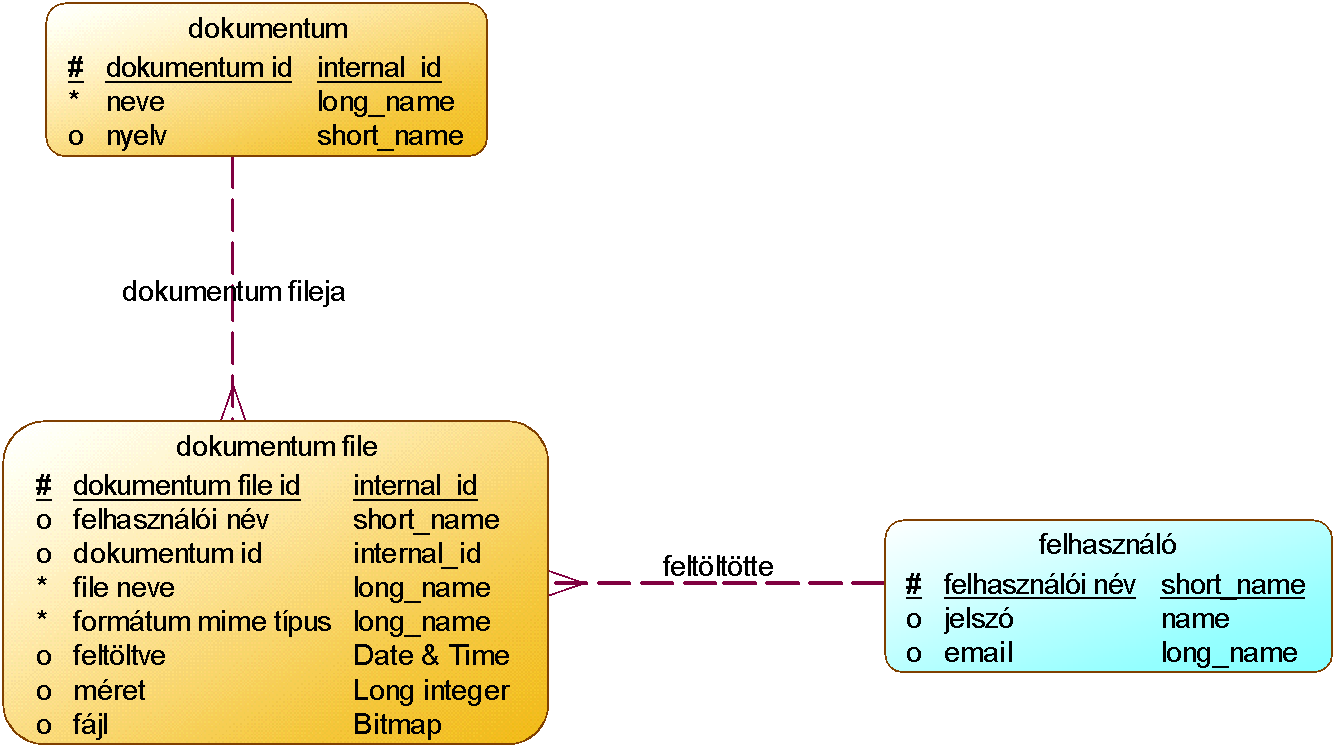 dokumentum
# dokumentum id internal_id
* neve long_name
o nyelv short_name
dokumentum fileja
dokumentum file
# dokumentum file id internal_id
o felhasználói név short_name
o dokumentum id internal_id
* file neve long_name
* formátum mime típus long_name
o feltöltve Date & Time
o méret Long integer
o fájl Bitmap
feltöltötte
felhasználó
# felhasználói név short_name
o jelszó name
o email long_name